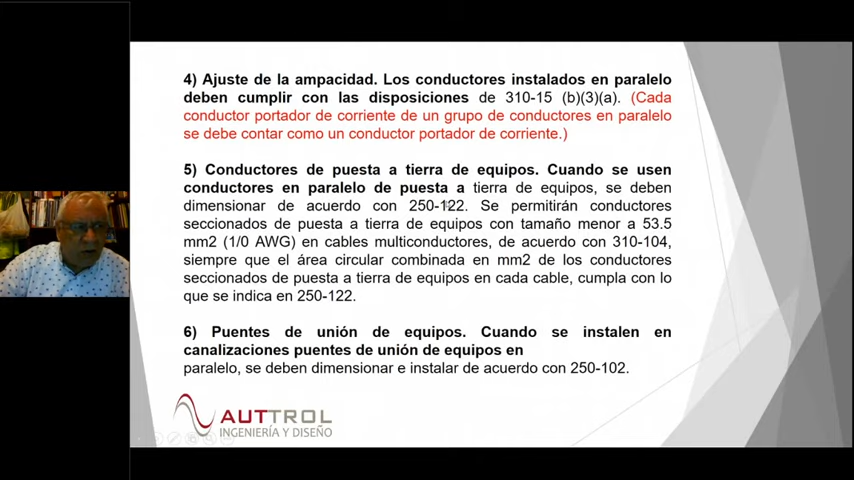 4) Ajuste de la ampacidad. Los conductores instalados en paralelo
deben cumplir con las disposiciones de 310-15 (b)(3)(a). (Cada
conductor portador de corriente de un grupo de conductores en paralelo
se debe contar como un conductor portador de corriente.)
5) Conductores de puesta a tierra de equipos. Cuando se usen
conductores en paralelo de puesta a tierra de equipos, se deben
dimensionar de acuerdo con 250-122. Se permitirán conductores
seccionados de puesta a tierra de equipos con tamaño menor a 53.5
mm2 (1/0 AWG) en cables multiconductores, de acuerdo con 310-104,
siempre que el área circular combinada en mm2 de los conductores
seccionados de puesta a tierra de equipos en cada cable, cumpla con lo
que se indica en 250-122.
6) Puentes de unión de equipos. Cuando se instalen en
canalizaciones puentes de unión de equipos en
paralelo, se deben dimensionar e instalar de acuerdo con 250-102.
AUTTROL
INGENIERÍA Y DISEÑO